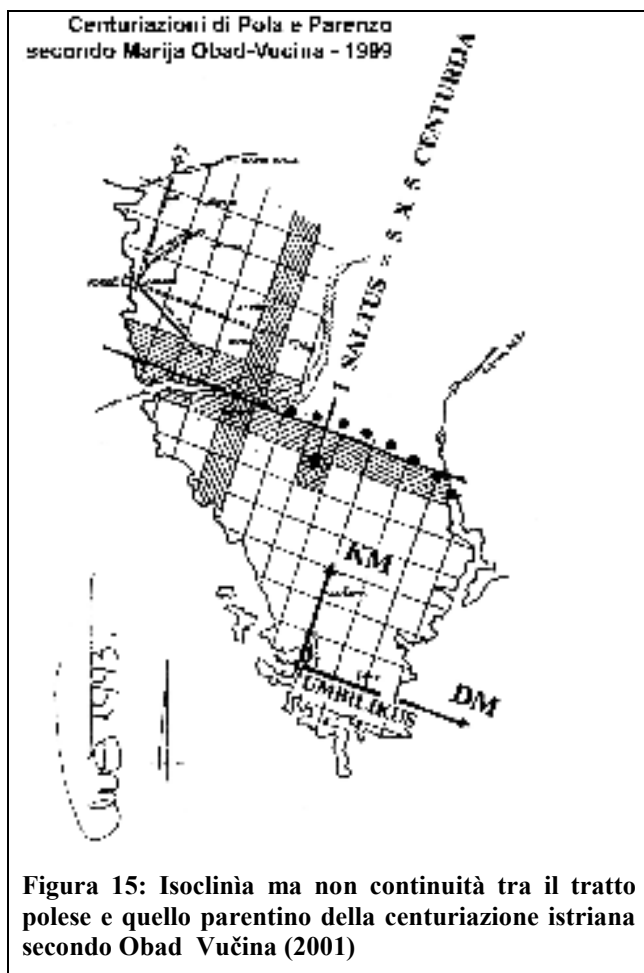 Centuriazioni di Pola e Parenzo
secondo Marija Obad-Vucina - 1989
1 SALTUS = 5 X 5 CENTURIJA
KM
UMBILIKUS
DM
1993.
Figura 15: Isoclinìa ma non continuità tra il tratto
polese e quello parentino della centuriazione istriana
secondo Obad Vučina (2001)